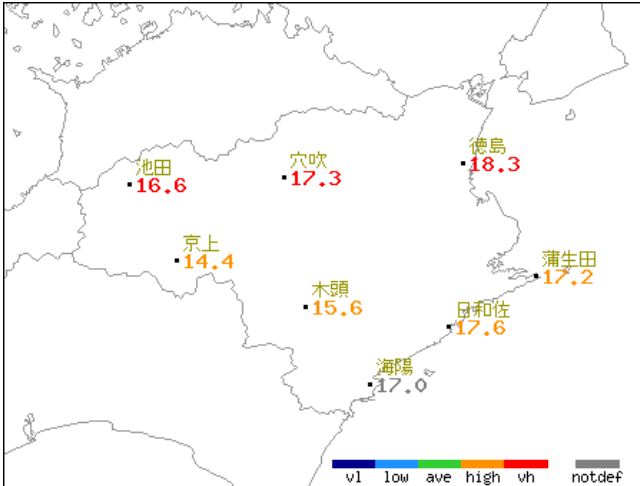 徳島
18.3
穴吹
17.3
池田
16.6
京上
14.4
蒲生田
17.2
木頭
15.6
日和佐
17.6
海陽
17.0
vl low ave high vh notdef